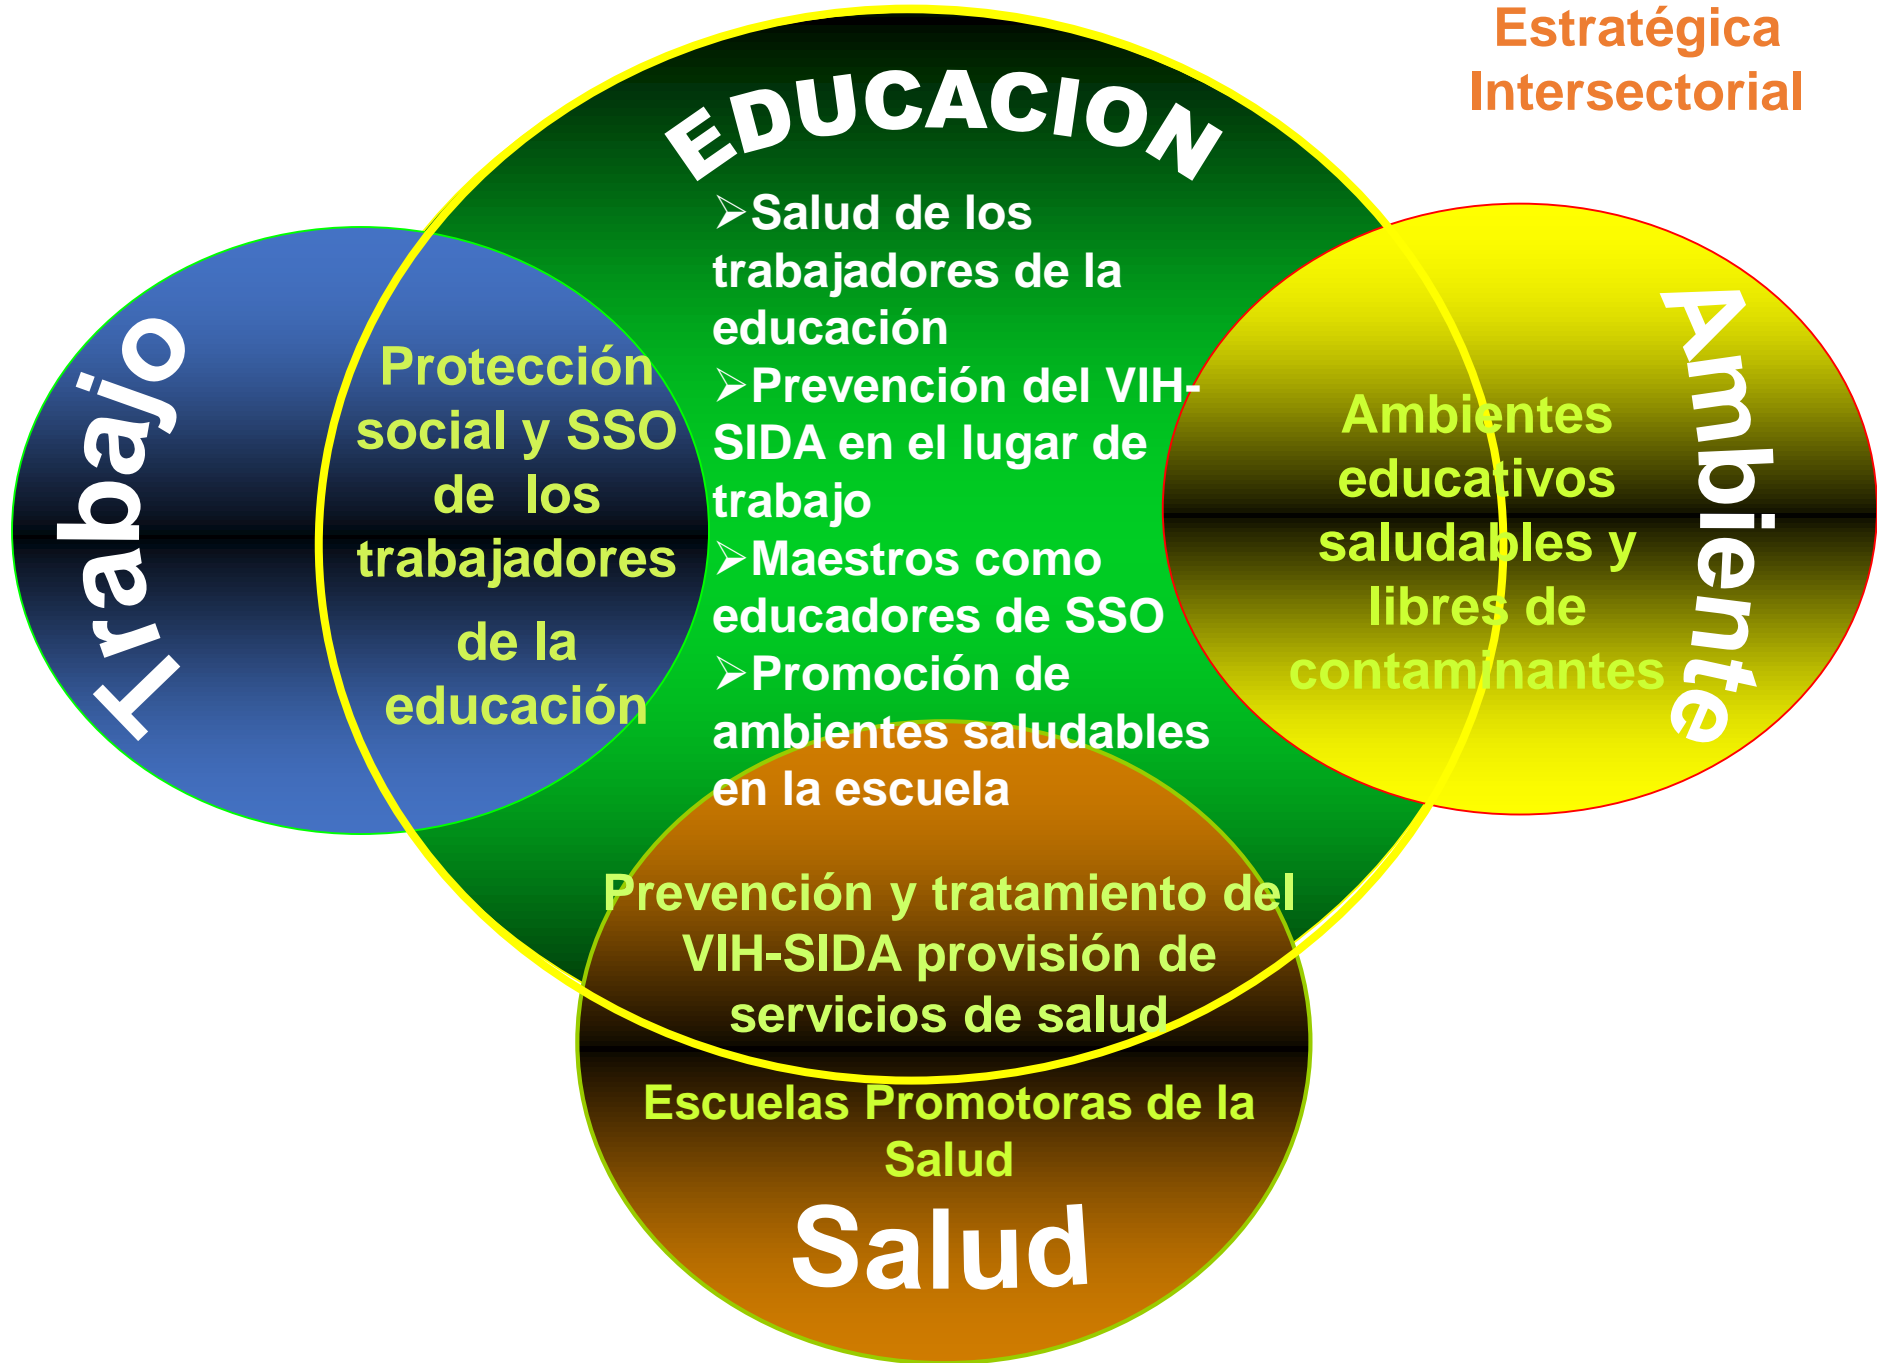 Estratégica
Intersectorial
EDUCACION
➢Salud de los
trabajadores de la
educación
➢Prevención del VIH-
SIDA en el lugar de
trabajo
➢Maestros como
educadores de SSO
➢Promoción de
ambientes saludables
en la escuela
Trabajo
Protección
social y SSO
de los
trabajadores
de la
educación
Ambientes
educativos
saludables y
libres de
contaminantes
Ambiente
Prevención y tratamiento del
VIH-SIDA provisión de
servicios de salud
Escuelas Promotoras de la
Salud
Salud